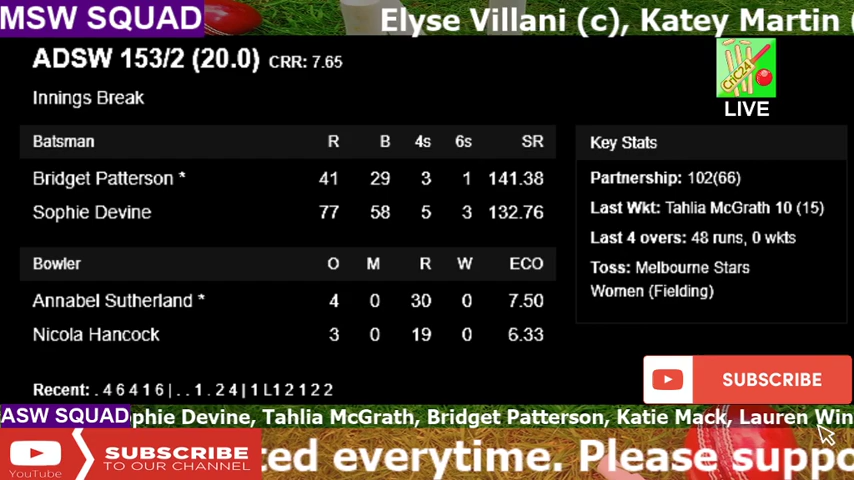 MSW SQUAD
Elyse Villani (c), Katey Martin (
ADSW 153/2 (20.0) CRR: 7.65
Innings Break
CriC24
LIVE
Batsman R B 4s 6s SR
Bridget Patterson * 41 29 3 1 141.38
Sophie Devine 77 58 5 3 132.76
Bowler O M R W ECO
Annabel Sutherland * 4 0 30 0 7.50
Nicola Hancock 3 0 19 0 6.33
Recent: . 4 6 4 1 6 | . . 1 . 2 4 | 1 L1 2 1 2 2
Key Stats
Partnership: 102(66)
Last Wkt: Tahlia McGrath 10 (15)
Last 4 overs: 48 runs, 0 wkts
Toss: Melbourne Stars
Women (Fielding)
SUBSCRIBE
ASW SQUAD
phie Devine, Tahlia McGrath, Bridget Patterson, Katie Mack, Lauren Win
YouTube
SUBSCRIBE
TO OUR CHANNEL
ted everytime. Please suppo